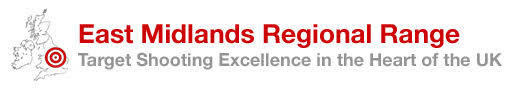 East Midlands Regional Range
Target Shooting Excellence in the Heart of the UK